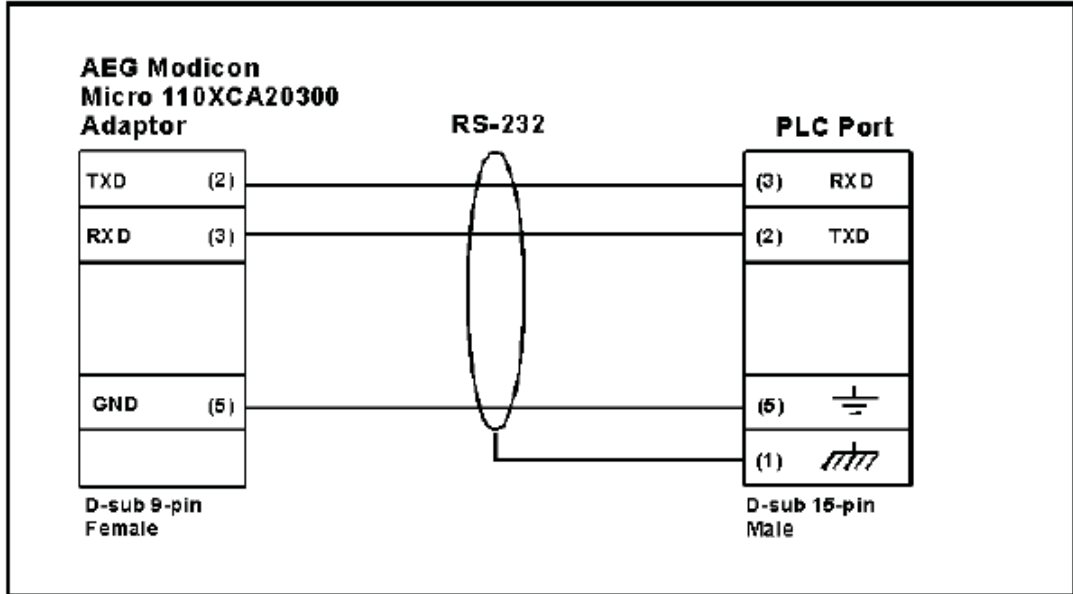 AEG Modicon
Micro 110XCA20300
Adaptor
RS-232
PLC Port
TXD (2)
(3) RXD
RXD (3)
(2) TXD
GND (5)
(5)
(1)
D-sub 9-pin
Female
D-sub 15-pin
Male